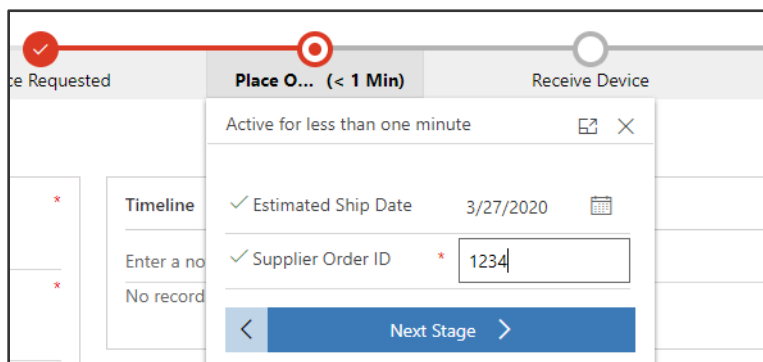 ce Requested
Place O... (< 1 Min)
Receive Device
Active for less than one minute
*
Timeline
Estimated Ship Date
3/27/2020
Enter a no
Supplier Order ID
*
1234
*
No record
Next Stage